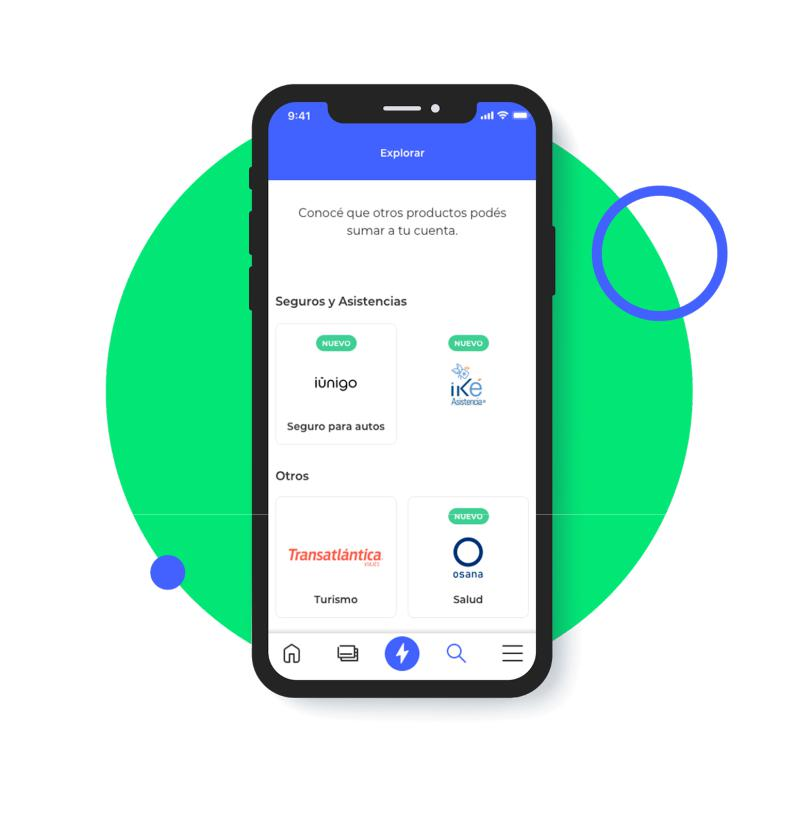 9:41
Explorar
Conocé que otros productos podés
sumar a tu cuenta.
Seguros y Asistencias
NUEVO
iúnigo
Seguro para autos
NUEVO
iKé
Asistencia®
Otros
Transatlántica
VIAJES
Turismo
NUEVO
osana
Salud